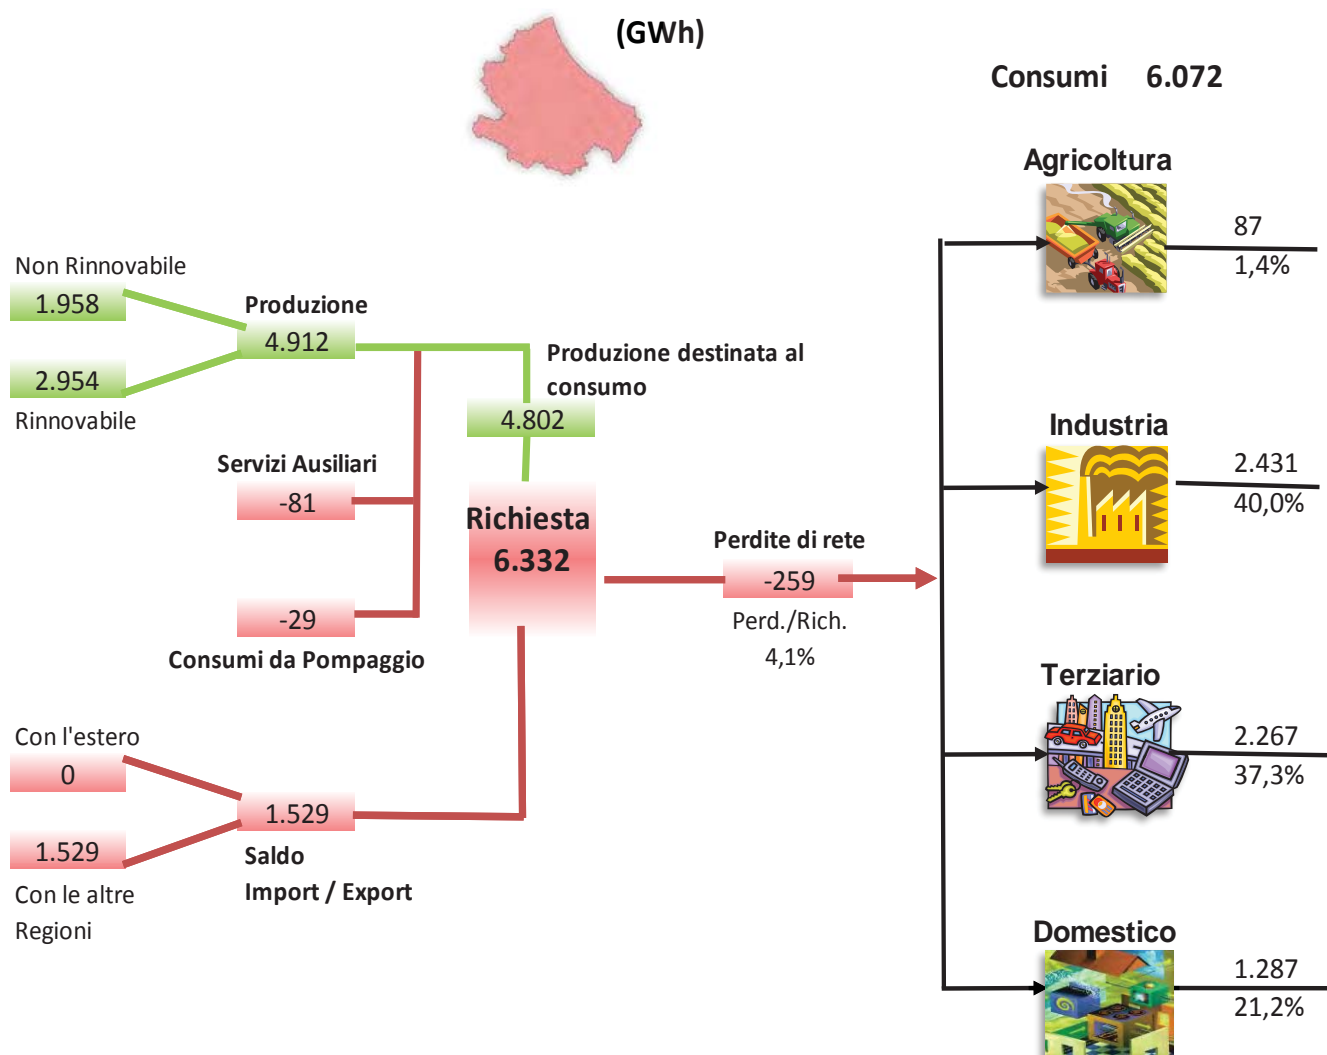 (GWh)
Consumi 6.072
Agricoltura
87
1,4%
Non Rinnovabile
1.958
Produzione
4.912
2.954
Rinnovabile
Produzione destinata al
consumo
4.802
Servizi Ausiliari
-81
Richiesta
6.332
-29
Consumi da Pompaggio
Perdite di rete
-259
Perd./Rich.
4,1%
Industria
2.431
40,0%
Con l'estero
0
1.529
Saldo
Import / Export
1.529
Con le altre
Regioni
Terziario
2.267
37,3%
Domestico
1.287
21,2%